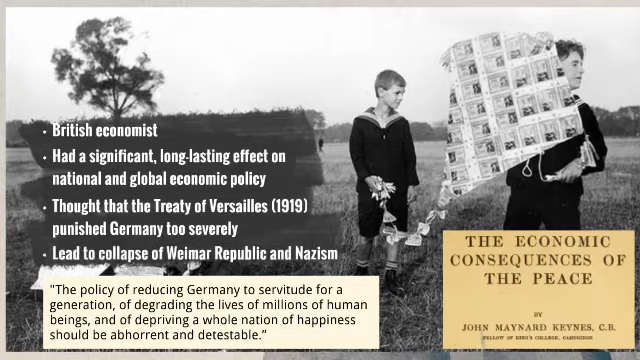 • British economist
• Had a significant, long-lasting effect on
national and global economic policy
• Thought that the Treaty of Versailles (1919)
punished Germany too severely
• Lead to collapse of Weimar Republic and Nazism
"The policy of reducing Germany to servitude for a
generation, of degrading the lives of millions of human
beings, and of depriving a whole nation of happiness
should be abhorrent and detestable.”
THE ECONOMIC
CONSEQUENCES OF
THE PEACE
BY
JOHN MAYNARD KEYNES, C.B.
FELLOW OF KING'S COLLEGE, CAMBRIDGE